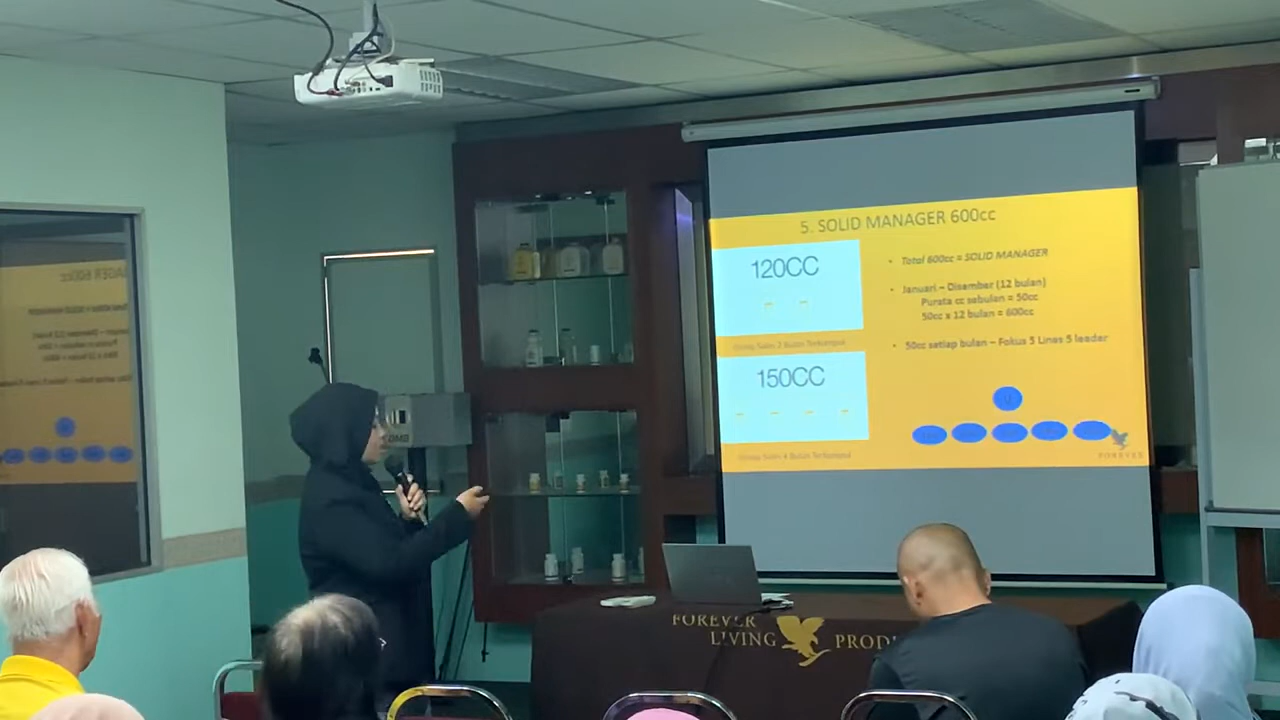 5. SOLID MANAGER 600cc
120CC
150CC
• Total 600cc = SOLID MANAGER
• Januari – Disember (12 bulan)
Purata cc sebulan = 50cc
50cc x 12 bulan = 600cc
• 50cc setiap bulan – Fokus 5 Lines 5 leader
U
FOREVER
FOREVER
LIVING PRODU